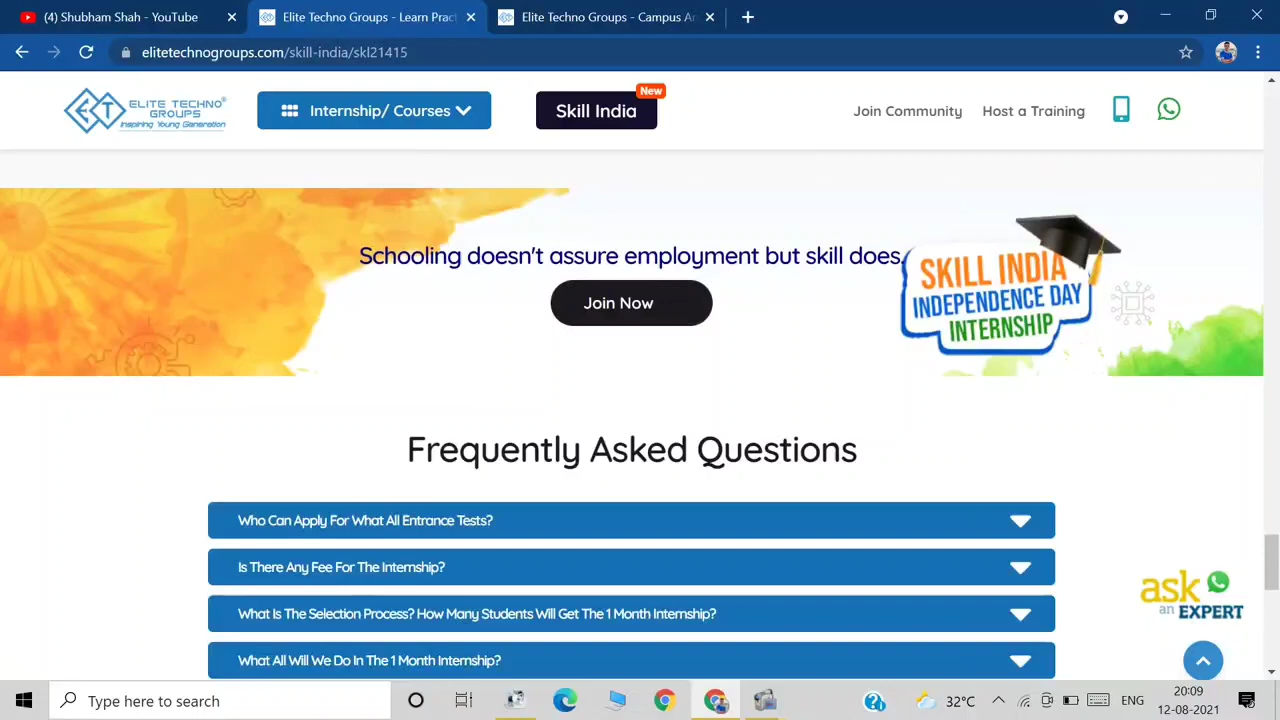 (4) Shubham Shah - YouTube
Elite Techno Groups - Learn Pract
Elite Techno Groups - Campus Ar
elitetechnogroups.com/skill-india/skl21415
ELITE TECHNO
GROUPS
Inspiring Young Generation
Internship/ Courses
Skill India
New
Join Community
Host a Training
Schooling doesn't assure employment but skill does.
Join Now
SKILL INDIA
INDEPENDENCE DAY
INTERNSHIP
Frequently Asked Questions
Who Can Apply For What All Entrance Tests?
Is There Any Fee For The Internship?
What Is The Selection Process? How Many Students Will Get The 1 Month Internship?
What All Will We Do In The 1 Month Internship?
ask
an EXPERT
Type here to search
32°C
ENG
20:09
12-08-2021